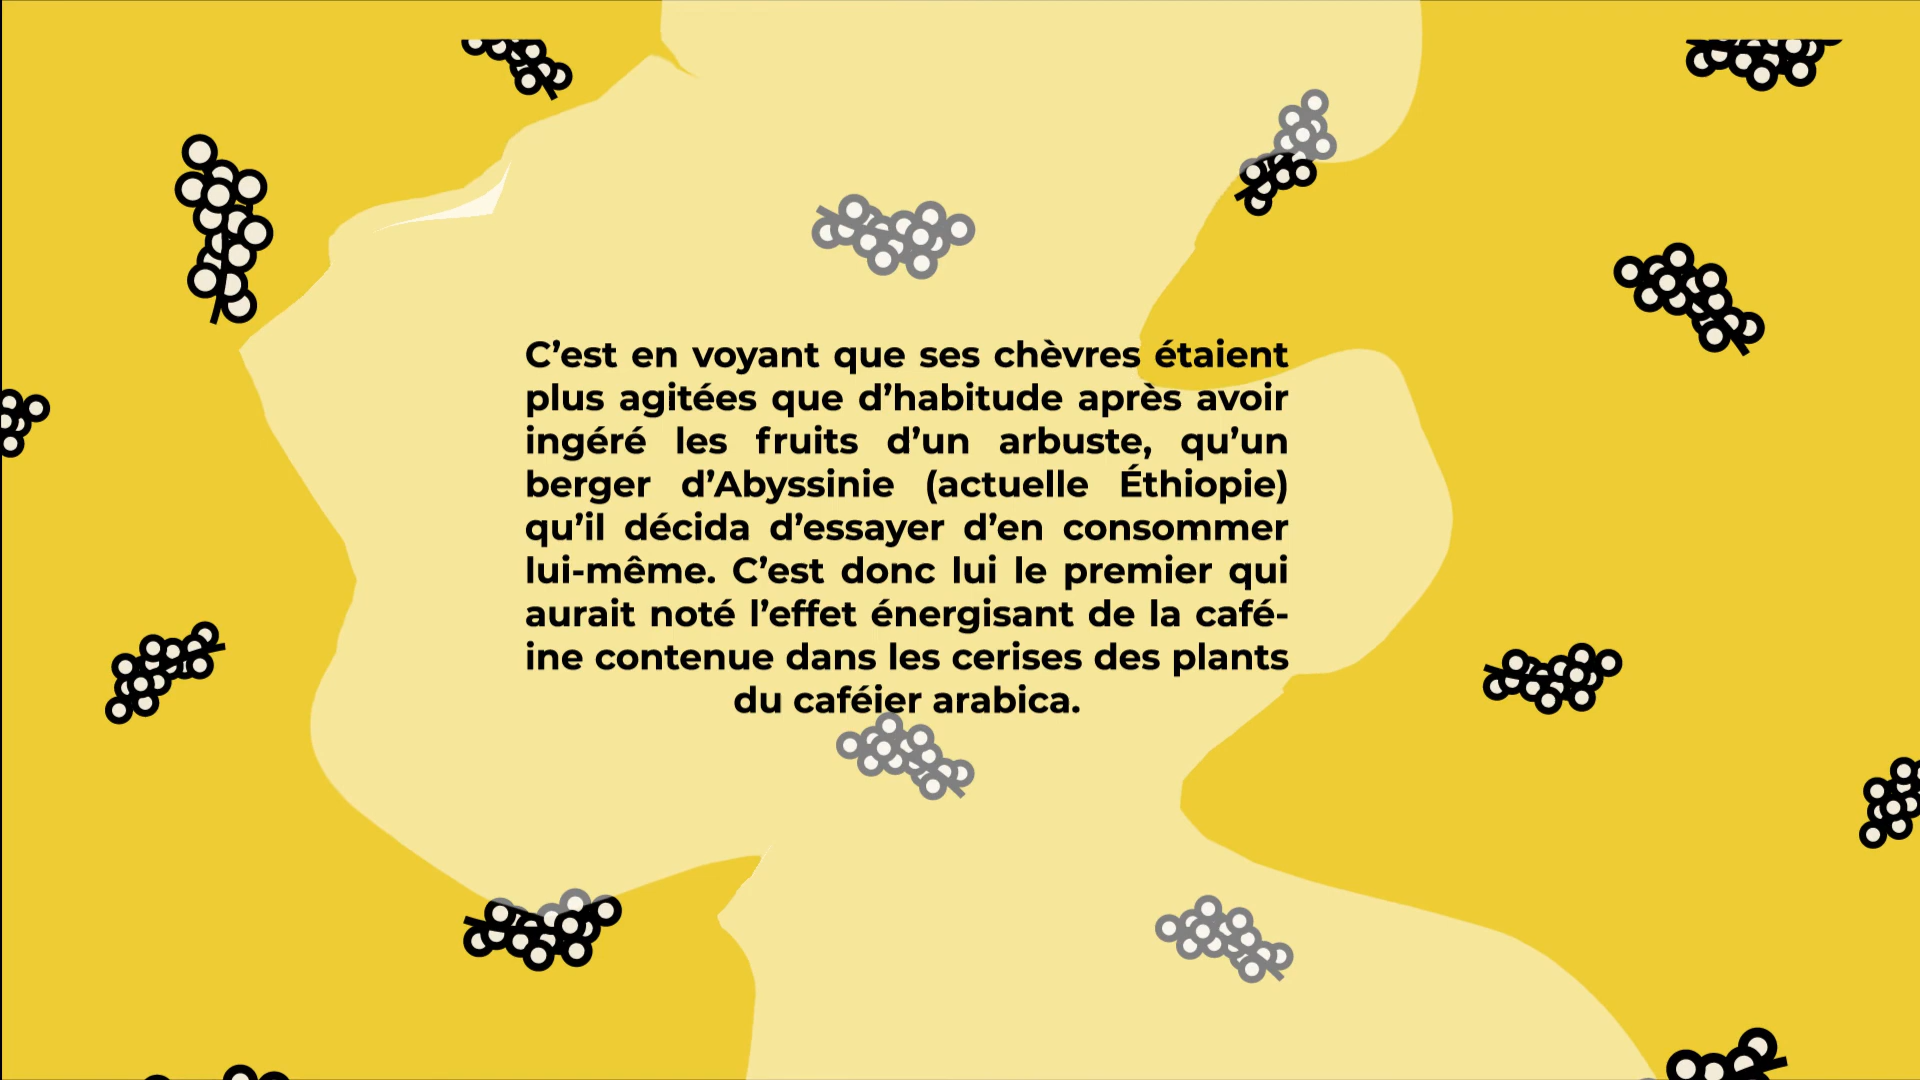 C’est en voyant que ses chèvres étaient
plus agitées que d’habitude après avoir
ingéré les fruits d’un arbuste, qu’un
berger d’Abyssinie (actuelle Éthiopie)
qu’il décida d’essayer d’en consommer
lui-même. C’est donc lui le premier qui
aurait noté l’effet énergisant de la café-
ine contenue dans les cerises des plants
du caféier arabica.